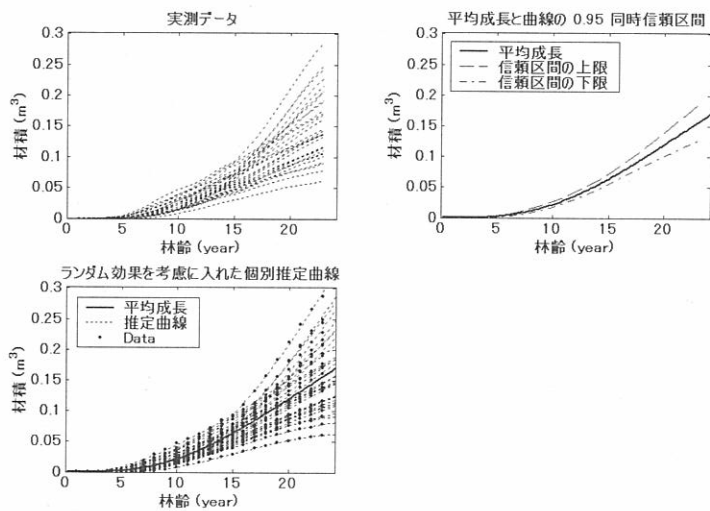 実測データ
0.3
0.25
0.2
0.15
0.1
0.05
0
材積 (m³)
0 5 10 15 20
林齢 (year)
平均成長と曲線の 0.95 同時信頼区間
0.3
0.25
0.2
0.15
0.1
0.05
0
材積 (m³)
平均成長
信頼区間の上限
信頼区間の下限
0 5 10 15 20
林齢 (year)
ランダム効果を考慮に入れた個別推定曲線
0.3
0.25
0.2
0.15
0.1
0.05
0
材積 (m³)
平均成長
推定曲線
Data
0 5 10 15 20
林齢 (year)